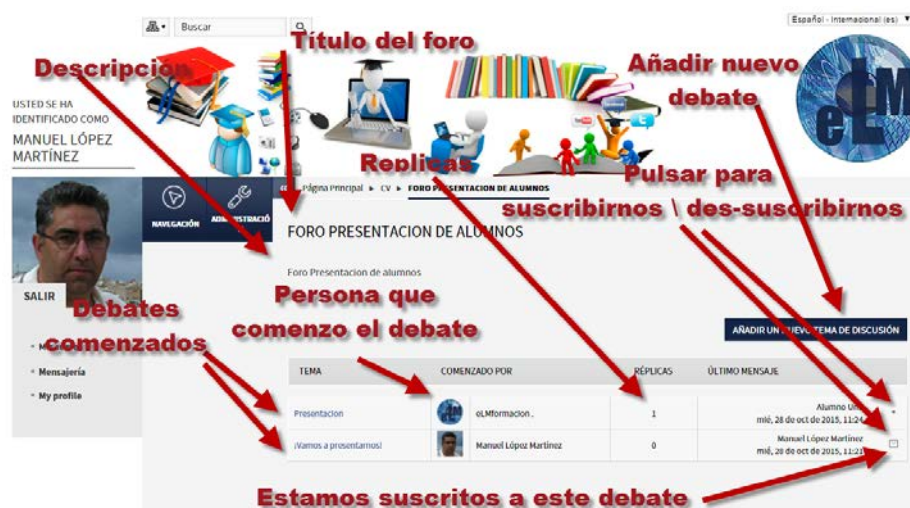 Buscar
Español - Internacional (es)
Título del foro
Descripción
Añadir nuevo
debate
USTED SE HA
IDENTIFICADO COMO
MANUEL LÓPEZ
MARTÍNEZ
YouTube
eLM
Replicas
Pulsar para
suscribirnos \ des-suscribirnos
NAVEGACIÓN
ADMINISTRACIÓ
Página Principal ► CV ► FORO PRESENTACION DE ALUMNOS
FORO PRESENTACION DE ALUMNOS
Foro Presentacion de alumnos
SALIR
Debates
comenzados
Persona que
comenzo el debate
AÑADIR UN NUEVO TEMA DE DISCUSIÓN
Mensajería
My profile
TEMA COMENZADO POR RÉPLICAS ÚLTIMO MENSAJE
Presentacion eLMformacion . 1 Alumno
mié, 28 de oct de 2015, 11:24
¡Vamos a presentarnos! Manuel López Martínez 0 Manuel López Martínez
mié, 28 de oct de 2015, 11:21
Estamos suscritos a este debate